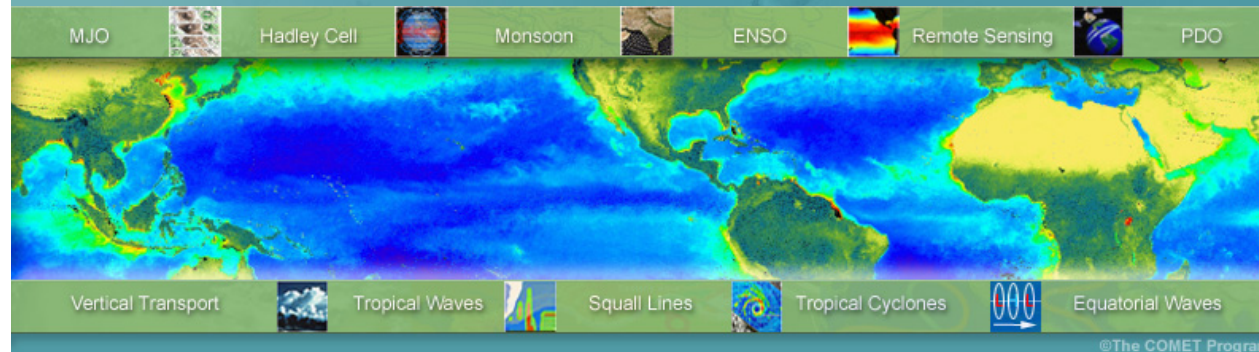 MJO Hadley Cell Monsoon ENSO Remote Sensing PDO
Vertical Transport Tropical Waves Squall Lines Tropical Cyclones Equatorial Waves
©The COMET Progra